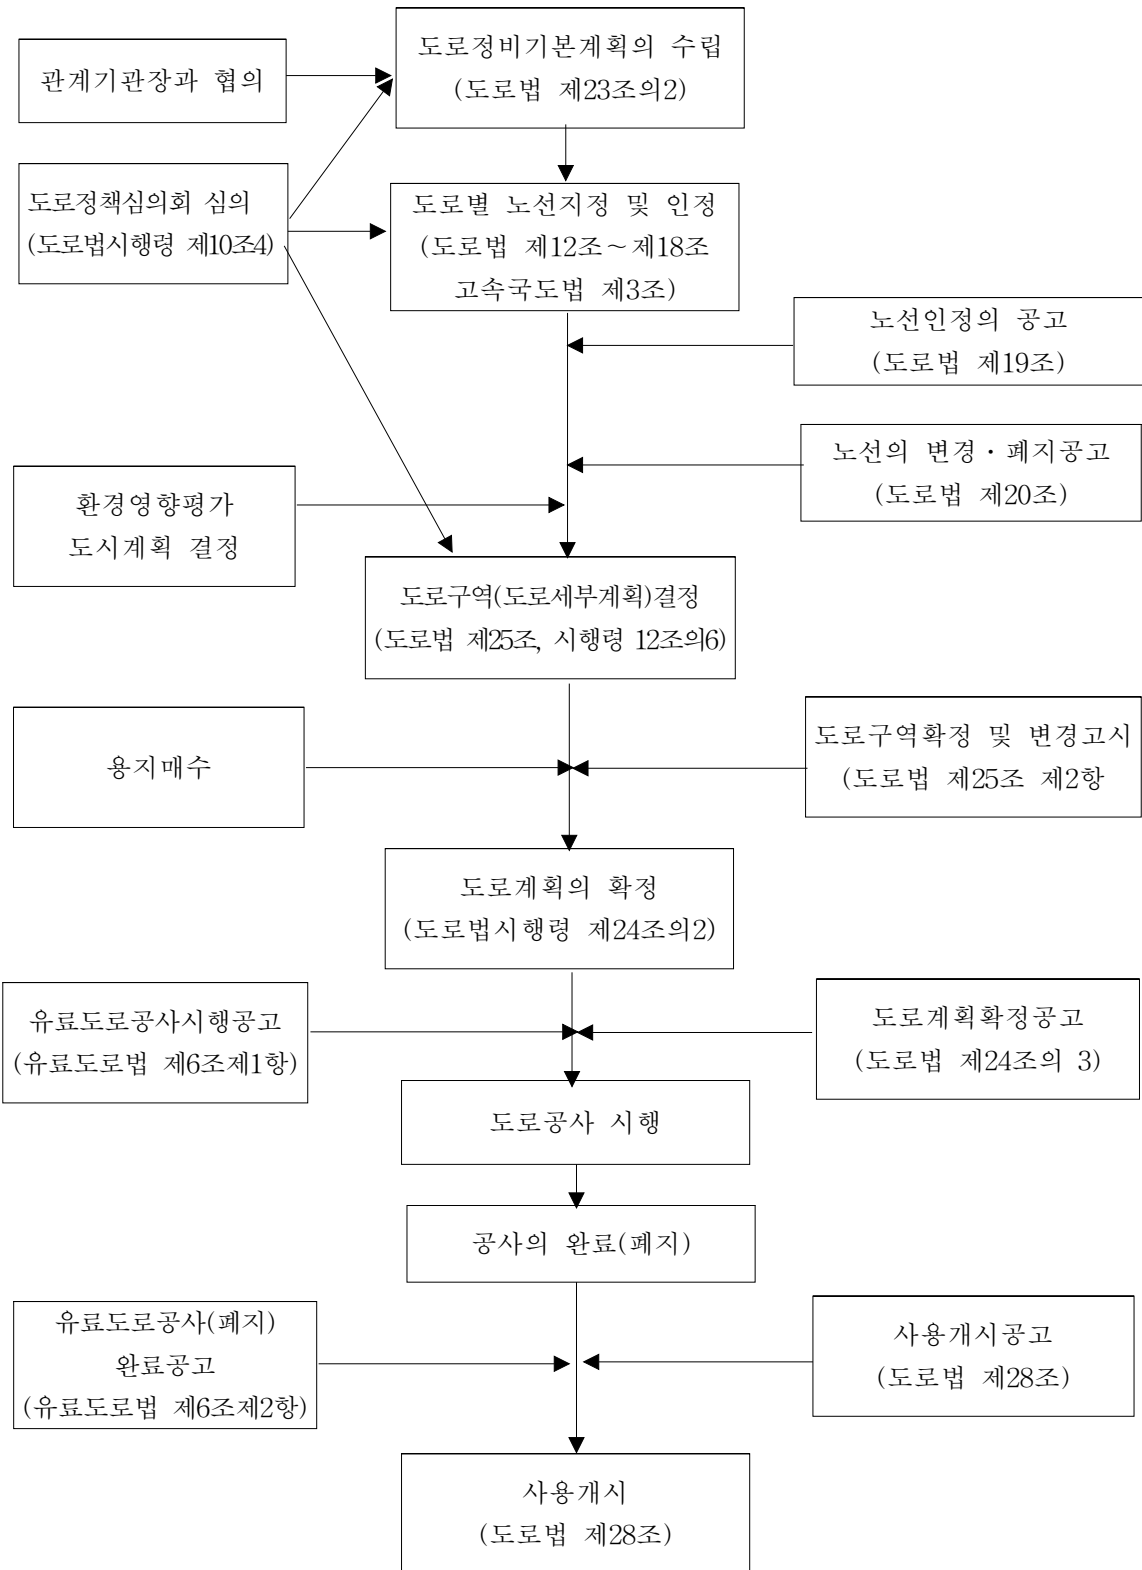 도로정비기본계획의 수립
(도로법 제23조의2)
관계기관장과 협의
도로정책심의회 심의
(도로법시행령 제10조4)
도로별 노선지정 및 인정
(도로법 제12조~제18조
고속국도법 제3조)
노선인정의 공고
(도로법 제19조)
노선의 변경·폐지공고
(도로법 제20조)
환경영향평가
도시계획 결정
도로구역(도로세부계획)결정
(도로법 제25조, 시행령 12조의6)
용지매수
도로구역확정 및 변경고시
(도로법 제25조 제2항
도로계획의 확정
(도로법시행령 제24조의2)
유료도로공사시행공고
(유료도로법 제6조제1항)
도로계획확정공고
(도로법 제24조의 3)
도로공사 시행
공사의 완료(폐지)
유료도로공사(폐지)
완료공고
(유료도로법 제6조제2항)
사용개시공고
(도로법 제28조)
사용개시
(도로법 제28조)